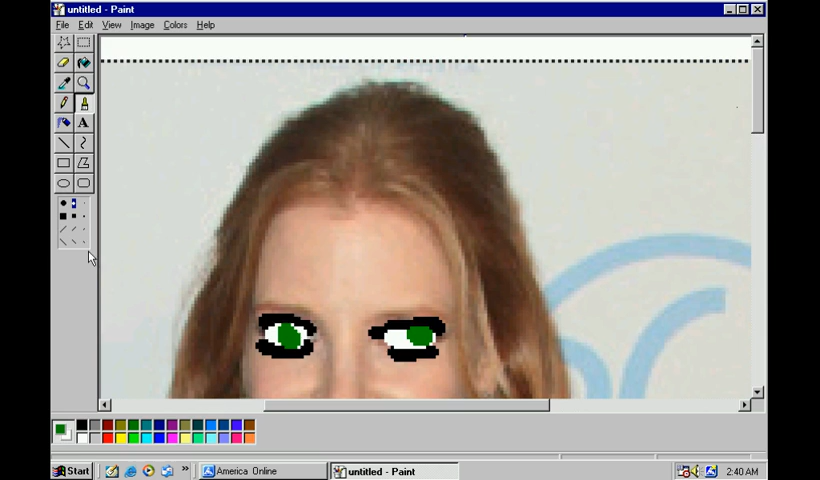 untitled - Paint
File Edit View Image Colors Help
A
Start America Online untitled - Paint 2:40 AM